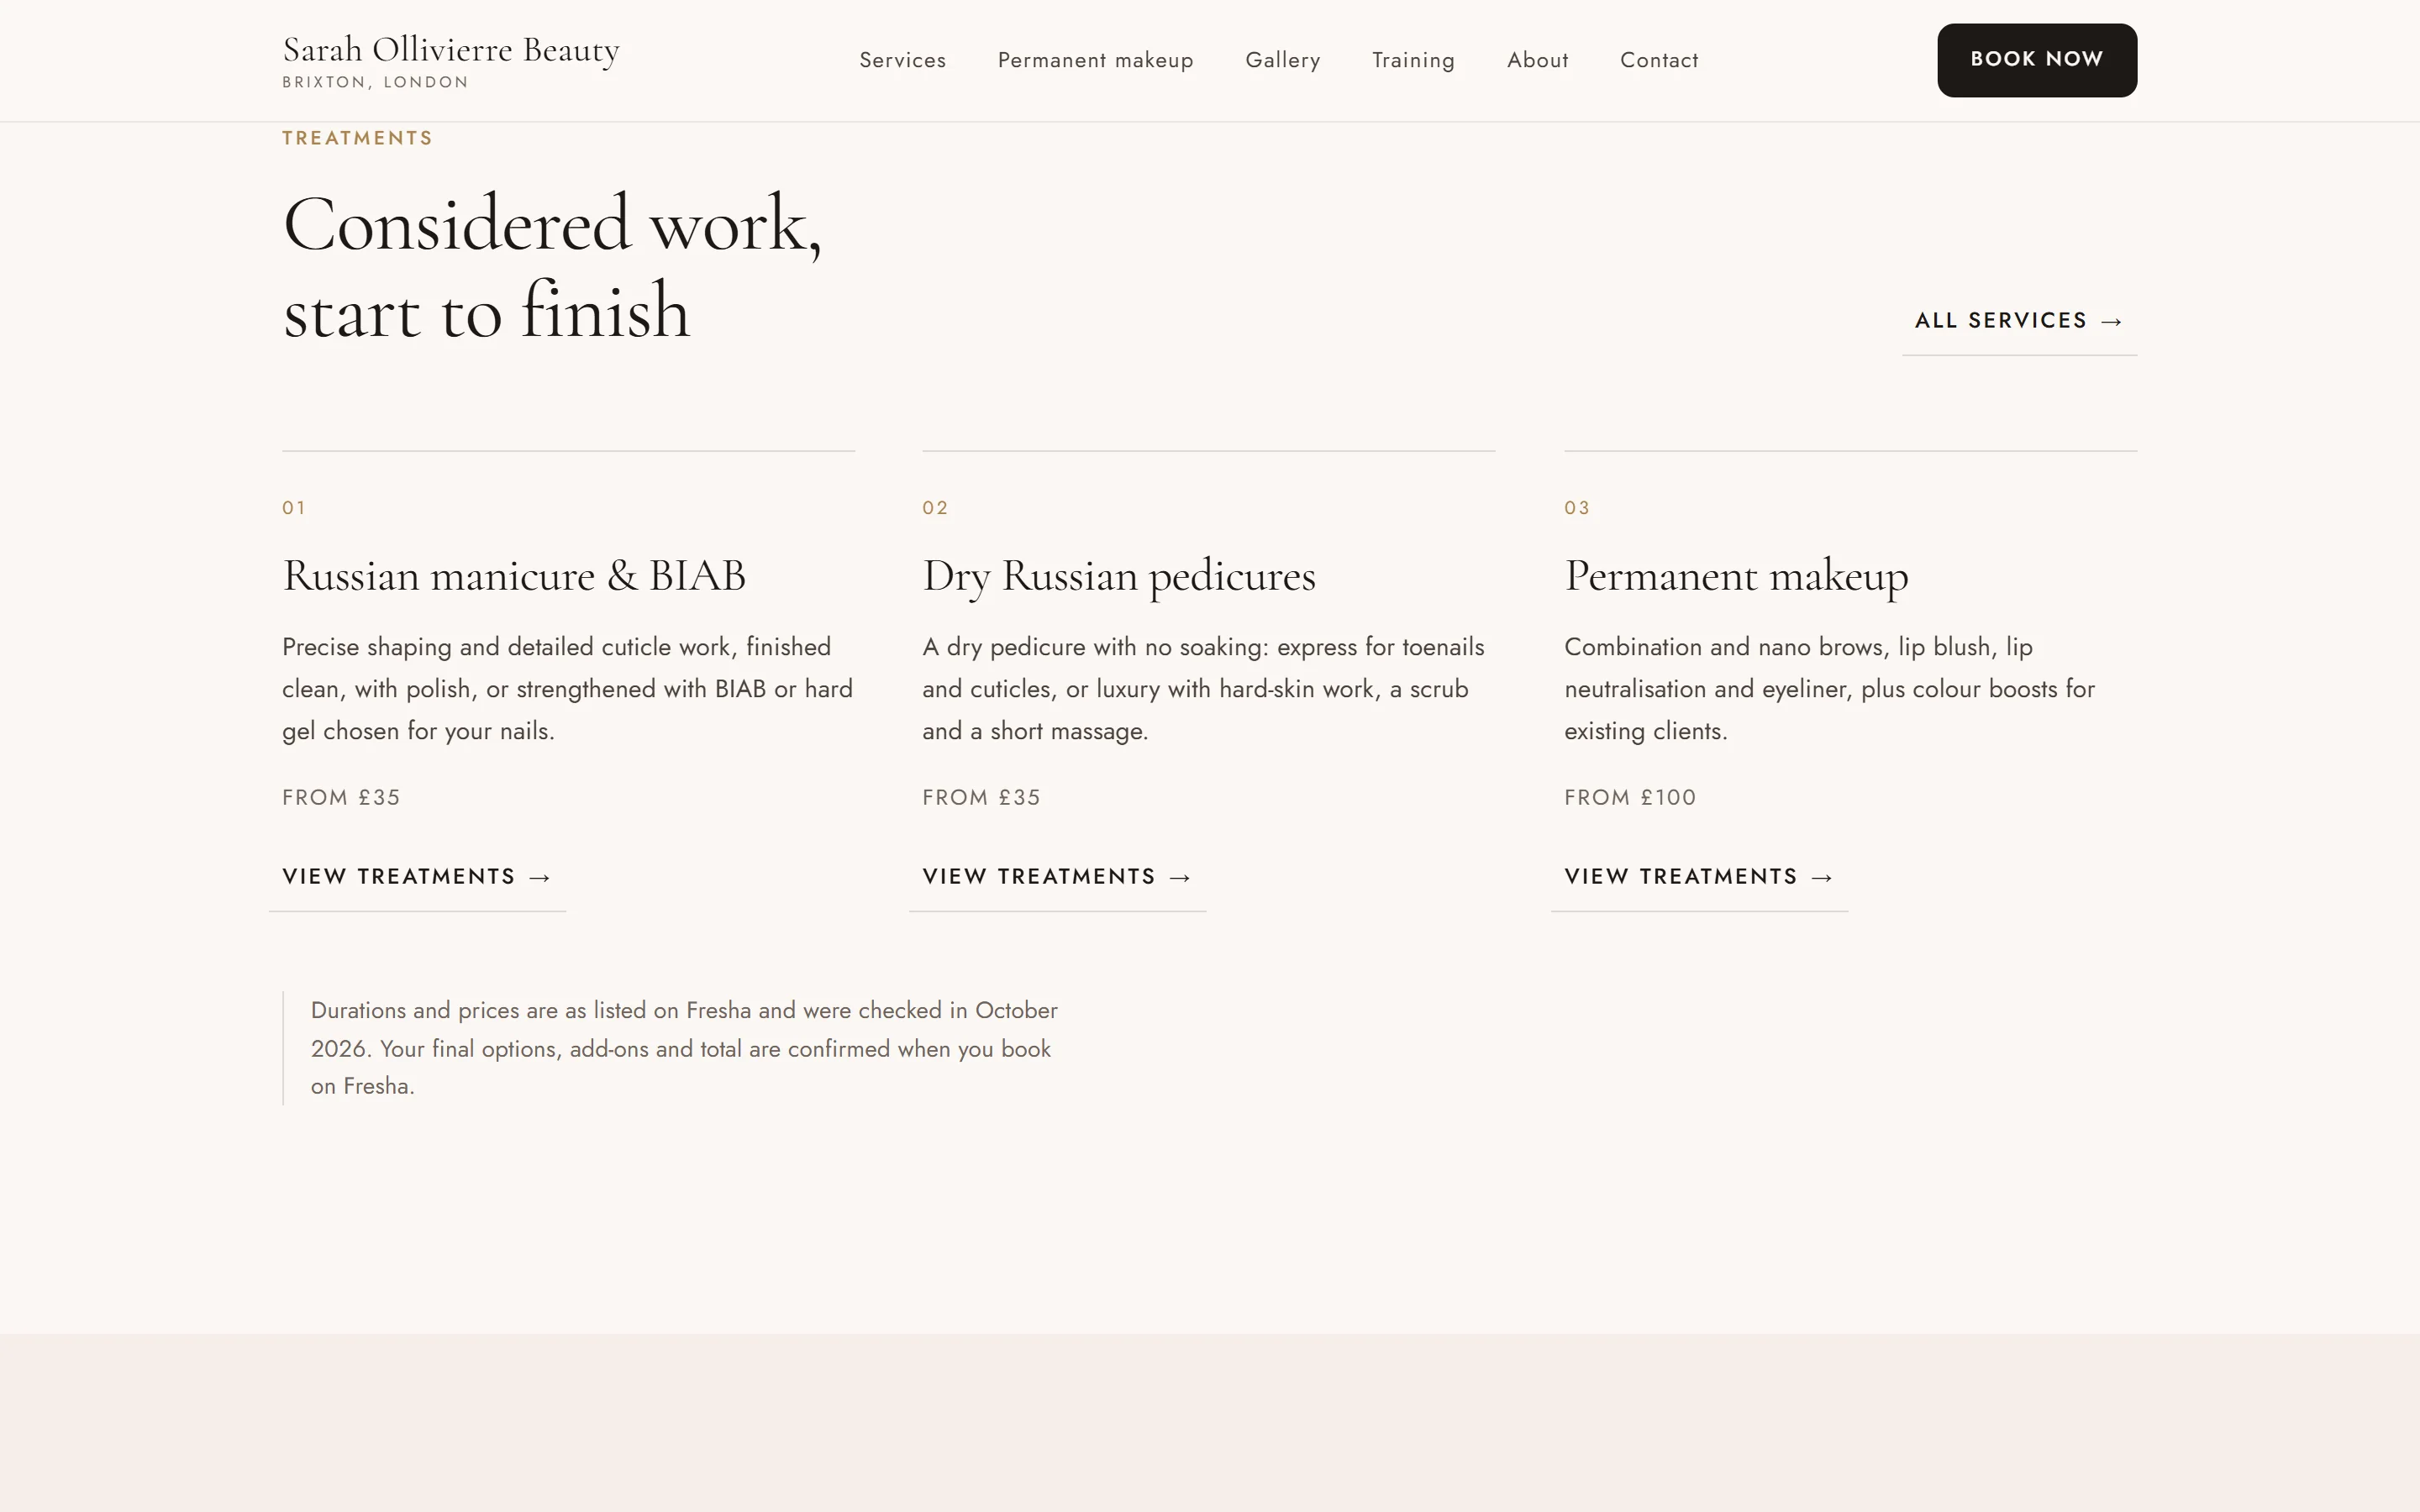 Sarah Ollivierre Beauty
BRIXTON, LONDON
Services
Permanent makeup
Gallery
Training
About
Contact
BOOK NOW
TREATMENTS
Considered work,
start to finish
ALL SERVICES →
01
Russian manicure & BIAB
Precise shaping and detailed cuticle work, finished
clean, with polish, or strengthened with BIAB or hard
gel chosen for your nails.
FROM £35
VIEW TREATMENTS →
02
Dry Russian pedicures
A dry pedicure with no soaking: express for toenails
and cuticles, or luxury with hard-skin work, a scrub
and a short massage.
FROM £35
VIEW TREATMENTS →
03
Permanent makeup
Combination and nano brows, lip blush, lip
neutralisation and eyeliner, plus colour boosts for
existing clients.
FROM £100
VIEW TREATMENTS →
Durations and prices are as listed on Fresha and were checked in October
2026. Your final options, add-ons and total are confirmed when you book
on Fresha.